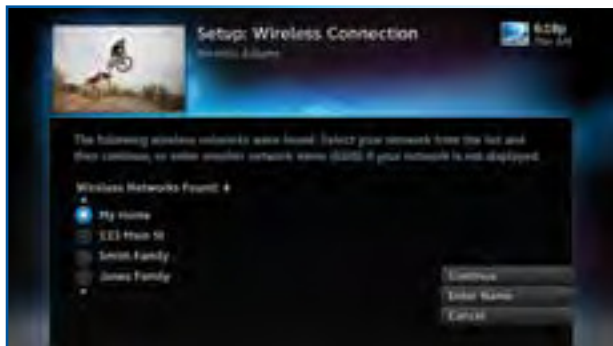 Setup: Wireless Connection
6:18p
The following wireless networks were found. Select your network from the list and
then continue, or enter another network name (SSID) if your network is not displayed.
Wireless Networks Found: 4
My Home
123 Main St
Smith Family
Jones Family
Continue
Enter Name
Cancel